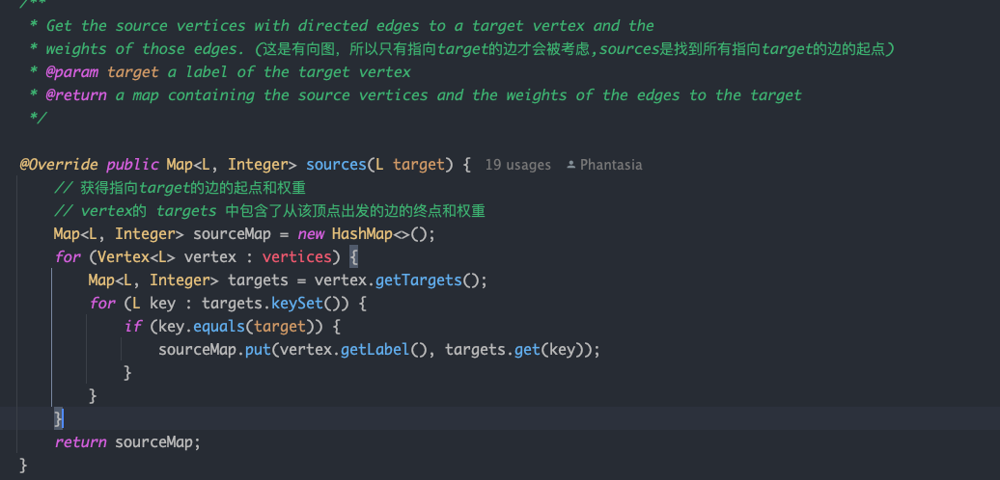 /**
* Get the source vertices with directed edges to a target vertex and the
* weights of those edges. (这是有向图，所以只有指向target的边才会被考虑,sources是找到所有指向target的边的起点)
* @param target a label of the target vertex
* @return a map containing the source vertices and the weights of the edges to the target
*/
@Override public Map<L, Integer> sources(L target) { 19 usages Phantasia
// 获得指向target的边的起点和权重
// vertex的 targets 中包含了从该顶点出发的边的终点和权重
Map<L, Integer> sourceMap = new HashMap<>();
for (Vertex<L> vertex : vertices) {
Map<L, Integer> targets = vertex.getTargets();
for (L key : targets.keySet()) {
if (key.equals(target)) {
sourceMap.put(vertex.getLabel(), targets.get(key));
}
}
}
return sourceMap;
}